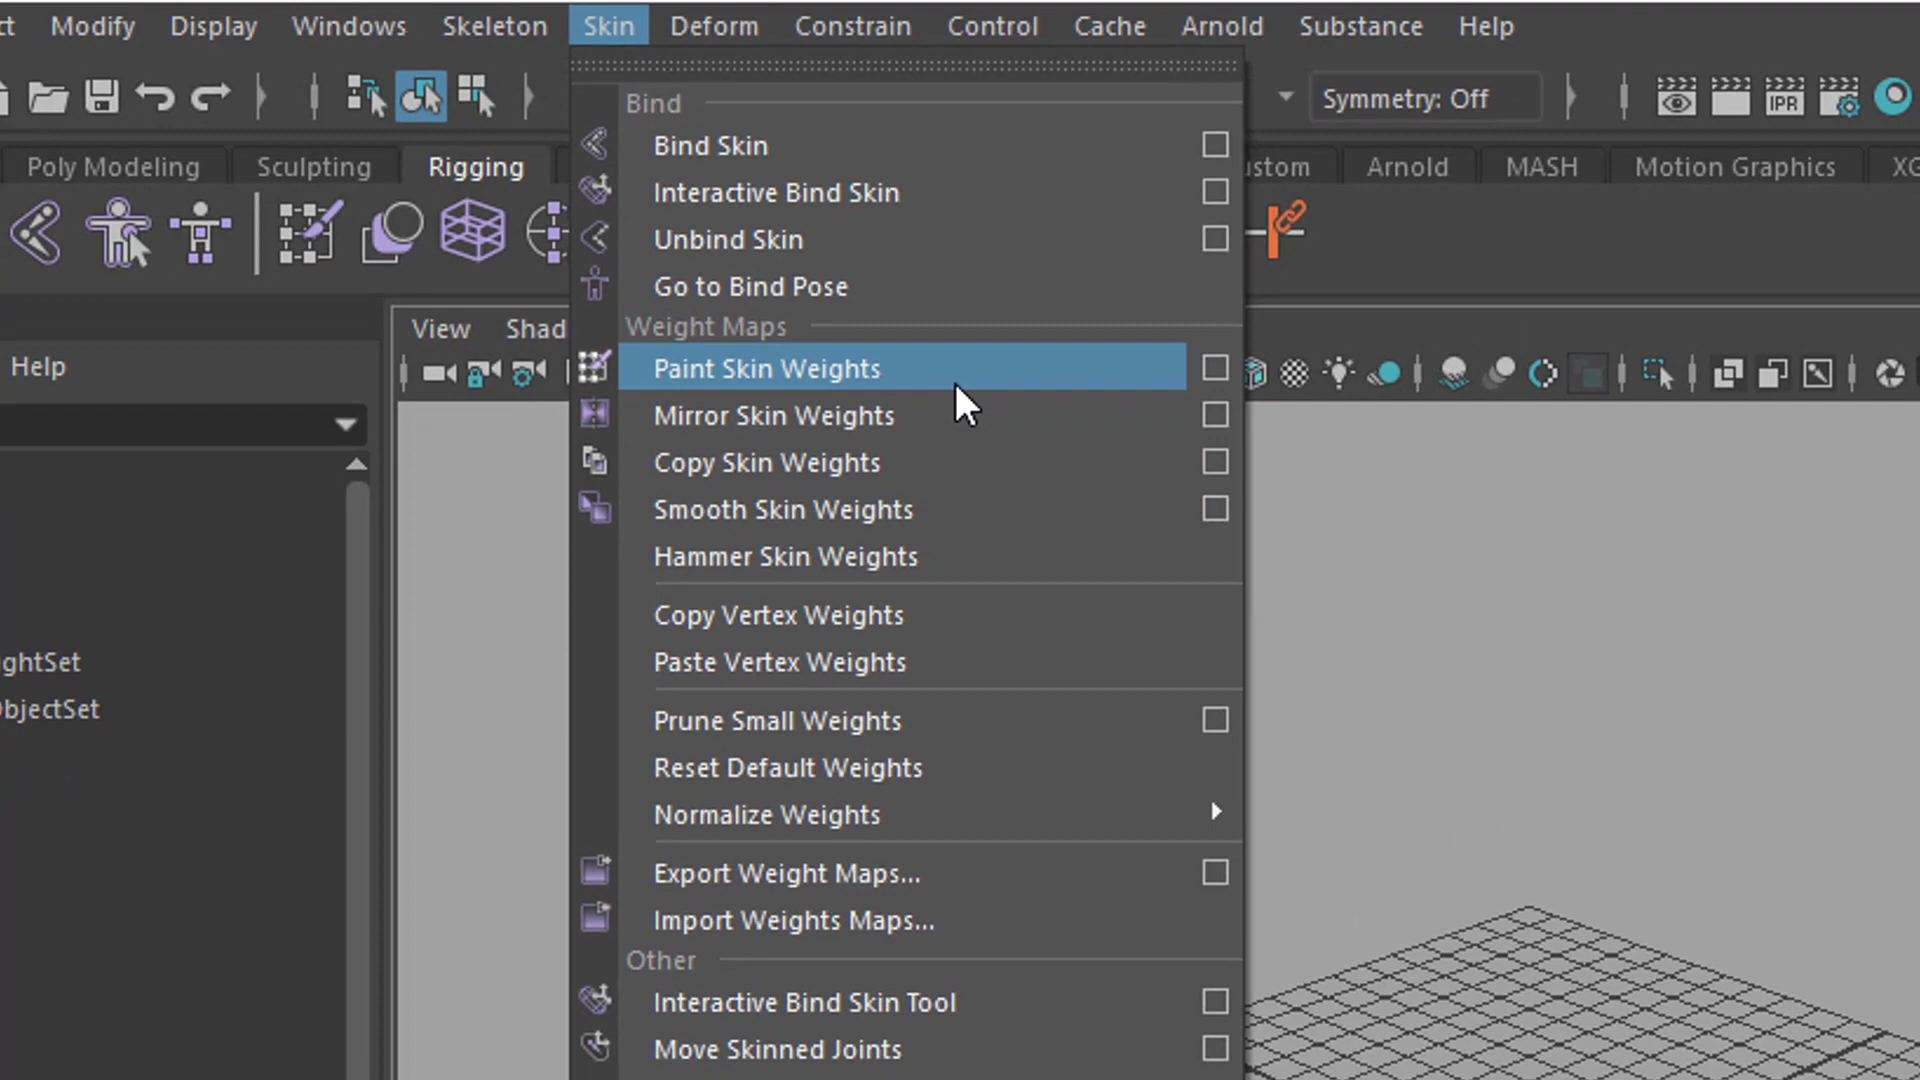 ct Modify Display Windows Skeleton Skin Deform Constrain Control Cache Arnold Substance Help
Symmetry: Off
IPR
Poly Modeling Sculpting Rigging ustom Arnold MASH Motion Graphics XG
View Shad
Help
ghtSet
bjectSet
Bind
Bind Skin
Interactive Bind Skin
Unbind Skin
Go to Bind Pose
Weight Maps
Paint Skin Weights
Mirror Skin Weights
Copy Skin Weights
Smooth Skin Weights
Hammer Skin Weights
Copy Vertex Weights
Paste Vertex Weights
Prune Small Weights
Reset Default Weights
Normalize Weights
Export Weight Maps...
Import Weights Maps...
Other
Interactive Bind Skin Tool
Move Skinned Joints